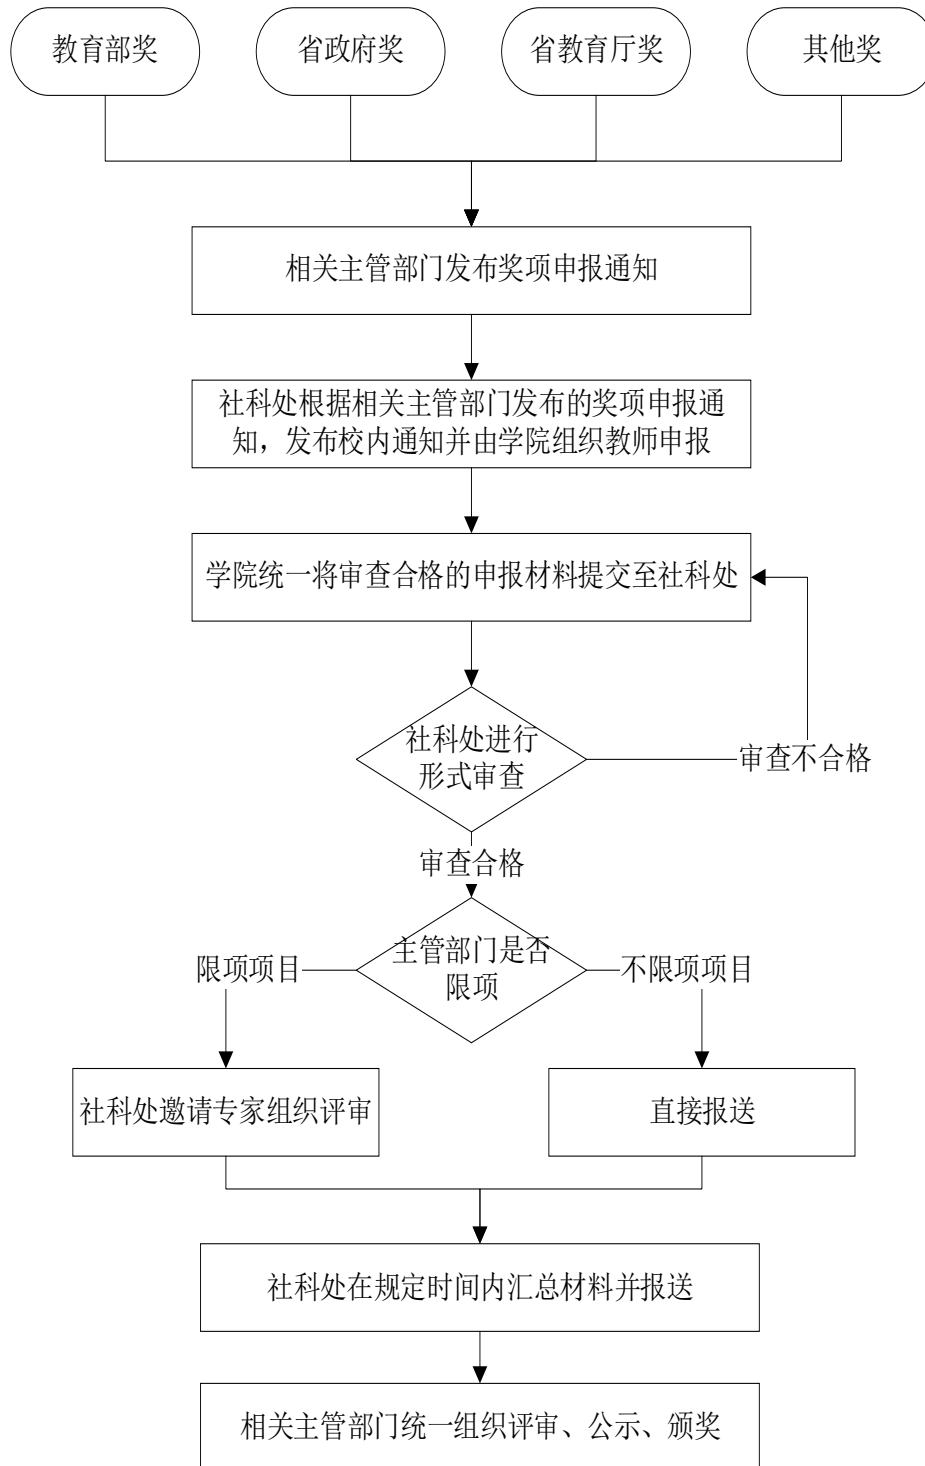 教育部奖
省政府奖
省教育厅奖
其他奖
相关主管部门发布奖项申报通知
社科处根据相关主管部门发布的奖项申报通
知，发布校内通知并由学院组织教师申报
学院统一将审查合格的申报材料提交至社科处
社科处进行
形式审查
审查不合格
审查合格
主管部门是否
限项
限项项目
不限项项目
社科处邀请专家组织评审
直接报送
社科处在规定时间内汇总材料并报送
相关主管部门统一组织评审、公示、颁奖